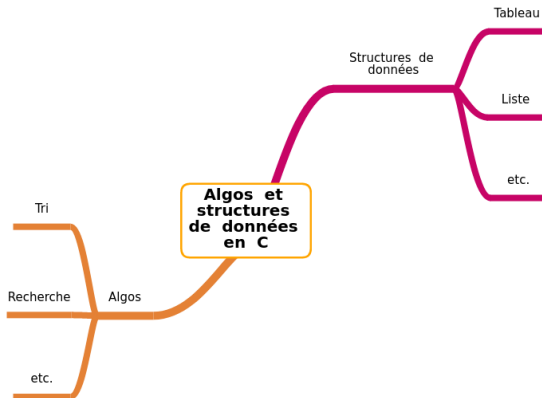 Tableau
Structures de
données
Liste
etc.
Algos et
structures
de données
en C
Tri
Recherche
Algos
etc.